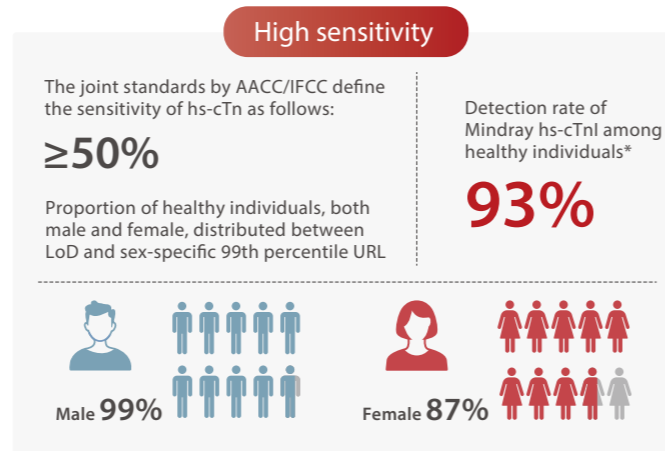 High sensitivity
The joint standards by AACC/IFCC define
the sensitivity of hs-cTn as follows:
≥50%
Proportion of healthy individuals, both
male and female, distributed between
LoD and sex-specific 99th percentile URL
Detection rate of
Mindray hs-cTnI among
healthy individuals*
93%
Male 99%
Female 87%